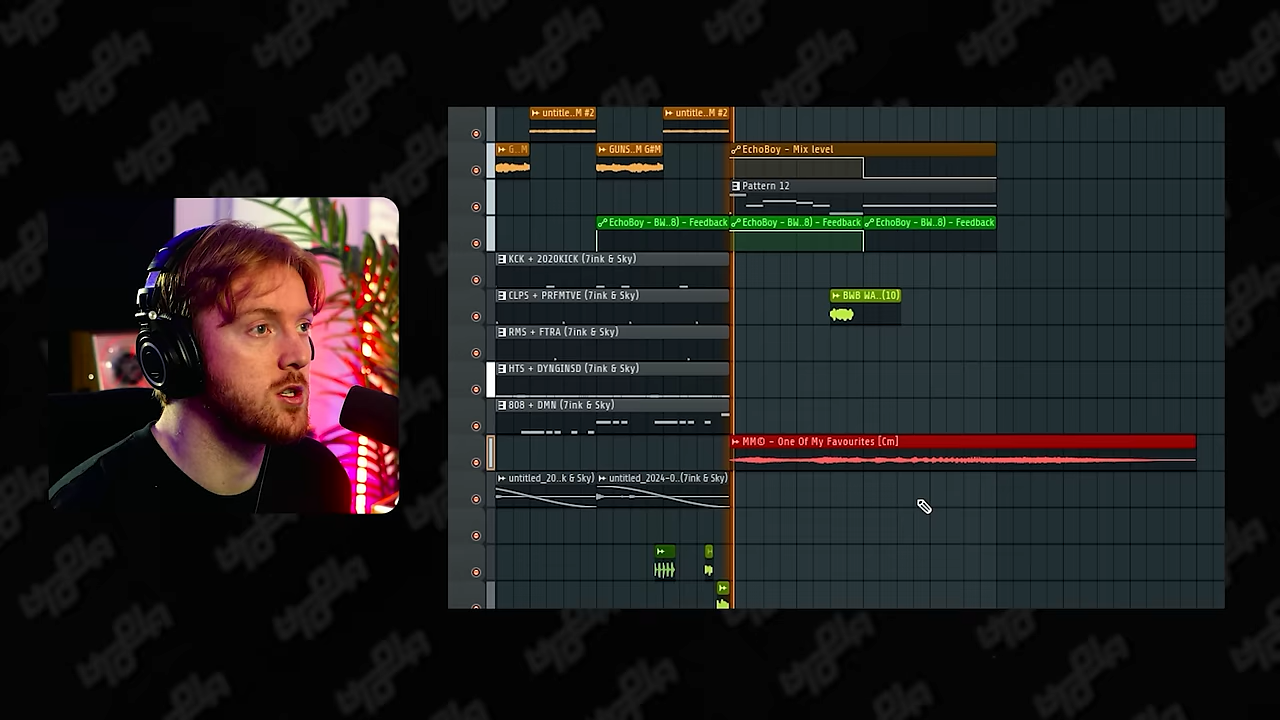 untitle..M #2 untitle..M #2
G..M GUNS..M G#M EchoBoy - Mix level
Pattern 12
EchoBoy - BW..8) - Feedback EchoBoy - BW..8) - Feedback EchoBoy - BW..8) - Feedback
KCK + 2020KICK (7ink & Sky)
CLPS + PRFMTVE (7ink & Sky) BWB WA..(10)
RMS + FTRA (7ink & Sky)
HTS + DYNGINSD (7ink & Sky)
808 + DMN (7ink & Sky)
MM© - One Of My Favourites [Cm]
untitled_20..k & Sky) untitled_2024-0..(7ink & Sky)